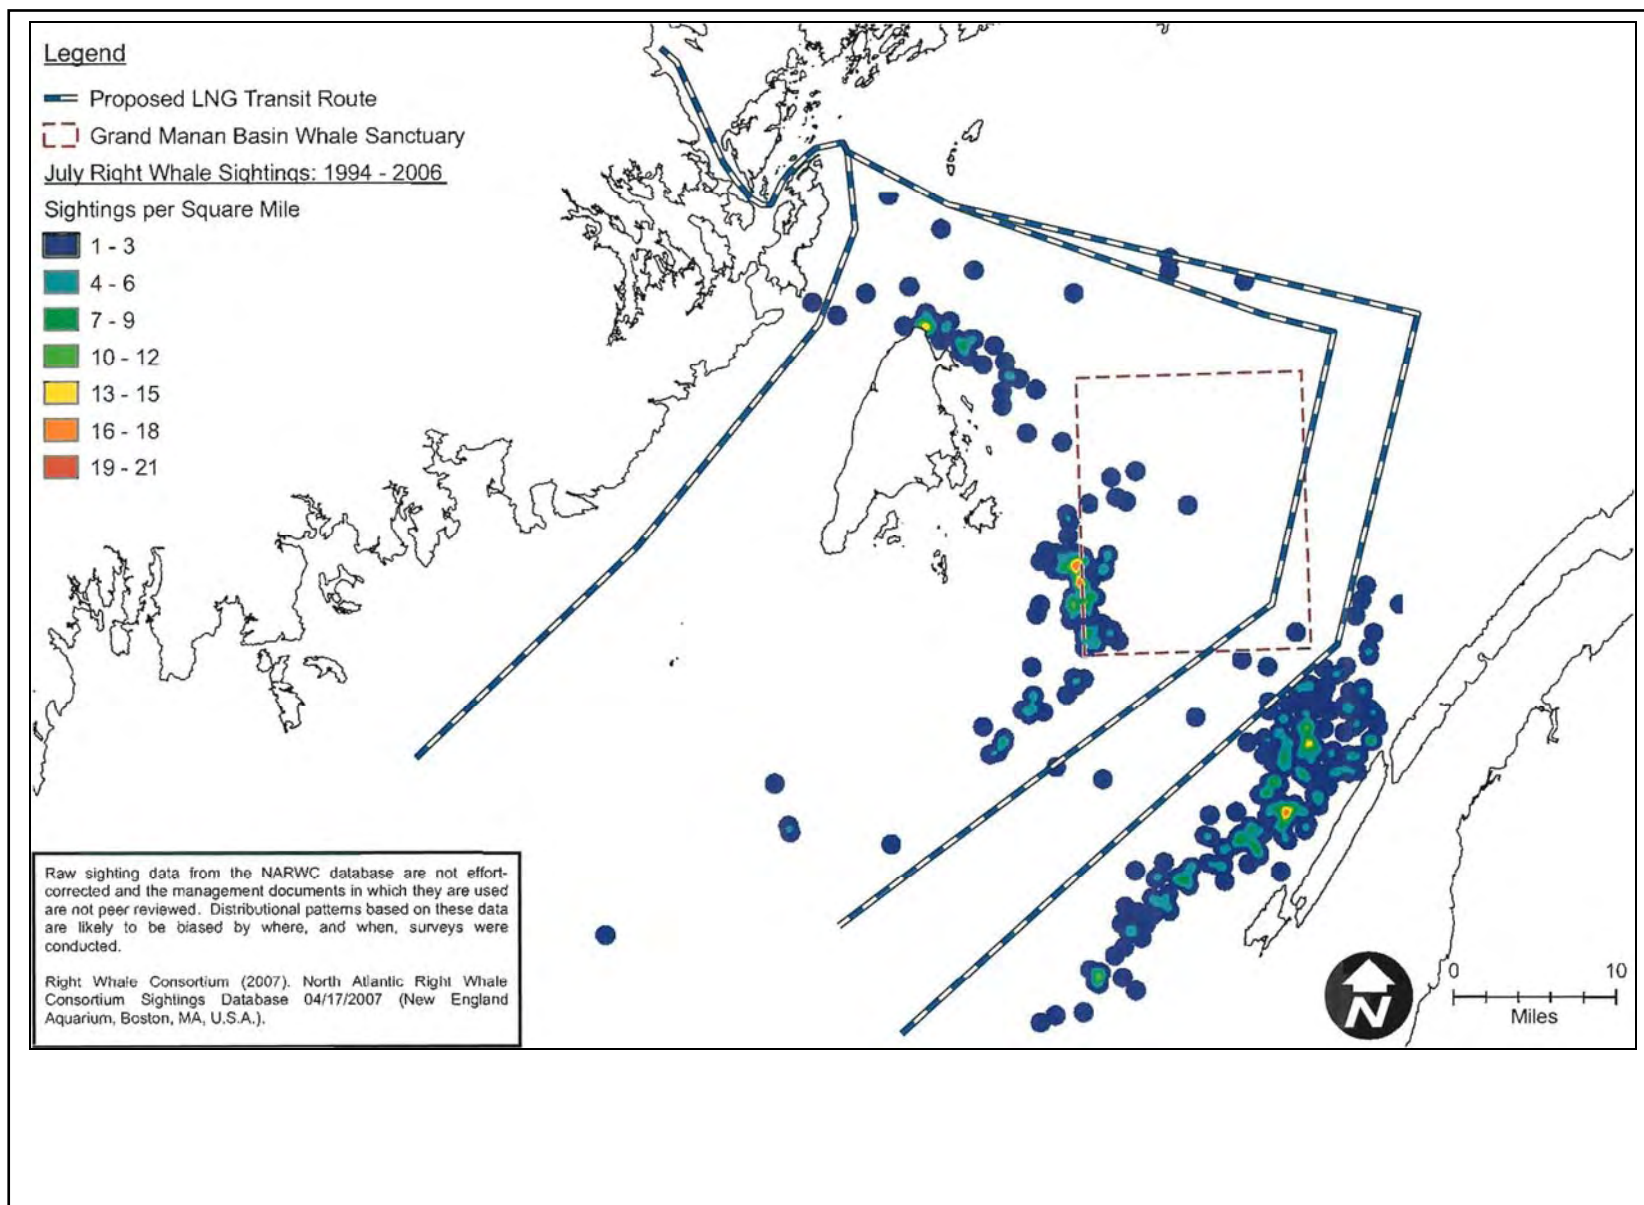 Legend
Proposed LNG Transit Route
Grand Manan Basin Whale Sanctuary
July Right Whale Sightings: 1994 - 2006
Sightings per Square Mile
1 - 3
4 - 6
7 - 9
10 - 12
13 - 15
16 - 18
19 - 21
Raw sighting data from the NARWC database are not effort-
corrected and the management documents in which they are used
are not peer reviewed. Distributional patterns based on these data
are likely to be biased by where, and when, surveys were
conducted.
Right Whale Consortium (2007). North Atlantic Right Whale
Consortium Sightings Database 04/17/2007 (New England
Aquarium, Boston, MA, U.S.A.).
N
0 10
Miles